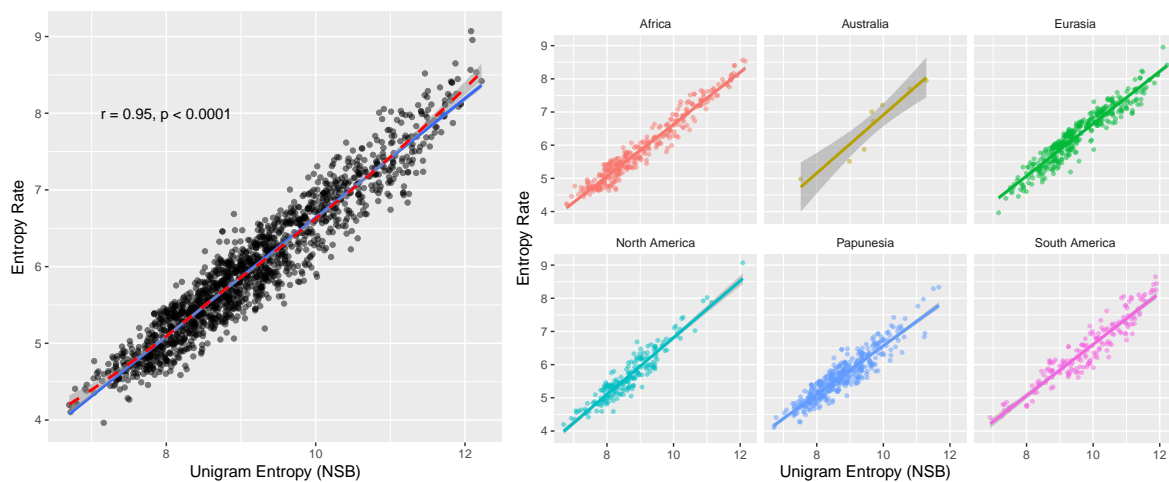 r = 0.95, p < 0.0001
Entropy Rate
9
8
7
6
5
4
8
10
12
Unigram Entropy (NSB)
Africa
Australia
Eurasia
9
8
7
6
5
4
North America
Papunesia
South America
9
8
7
6
5
4
Entropy Rate
8
10
12
8
10
12
8
10
12
Unigram Entropy (NSB)